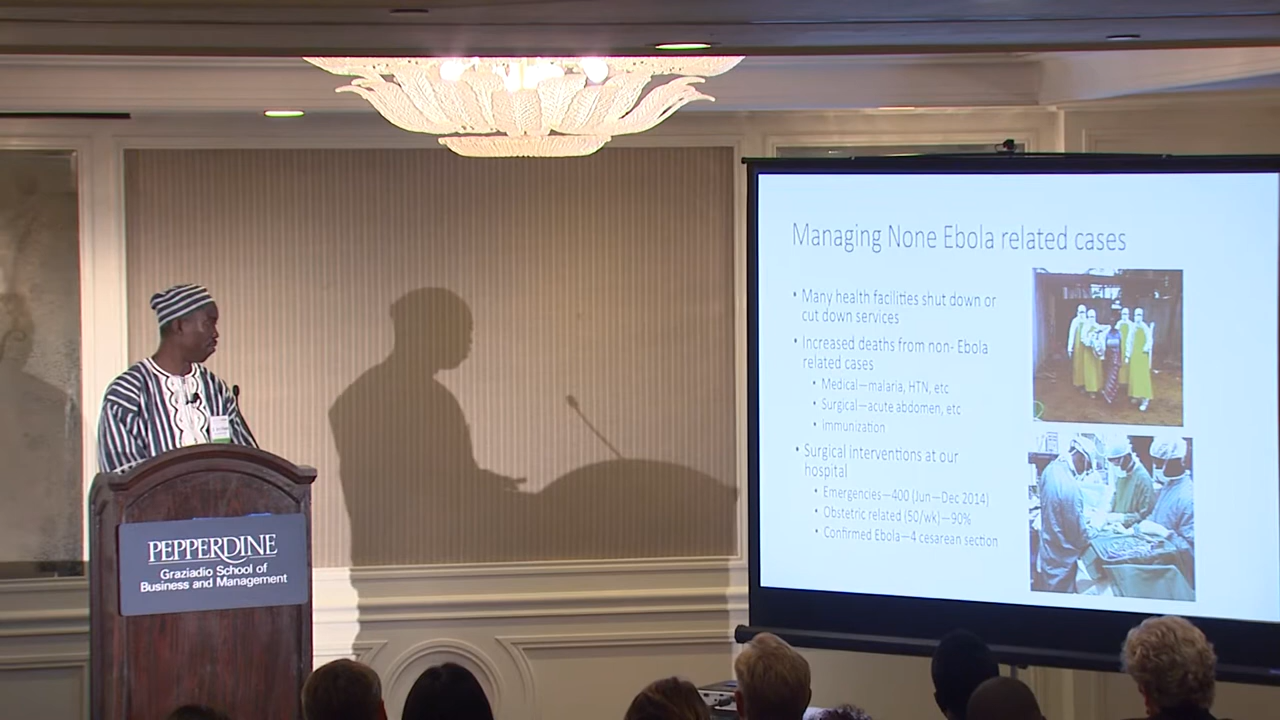 PEPPERDINE
Graziadio School of
Business and Management
Managing None Ebola related cases
• Many health facilities shut down or
cut down services
• Increased deaths from non- Ebola
related cases
• Medical—malaria, HTN, etc
• Surgical—acute abdomen, etc
• Immunization
• Surgical interventions at our
hospital
• Emergencies—400 (Jun—Dec 2014)
• Obstetric related (50/wk)—90%
• Confirmed Ebola—4 cesarean section